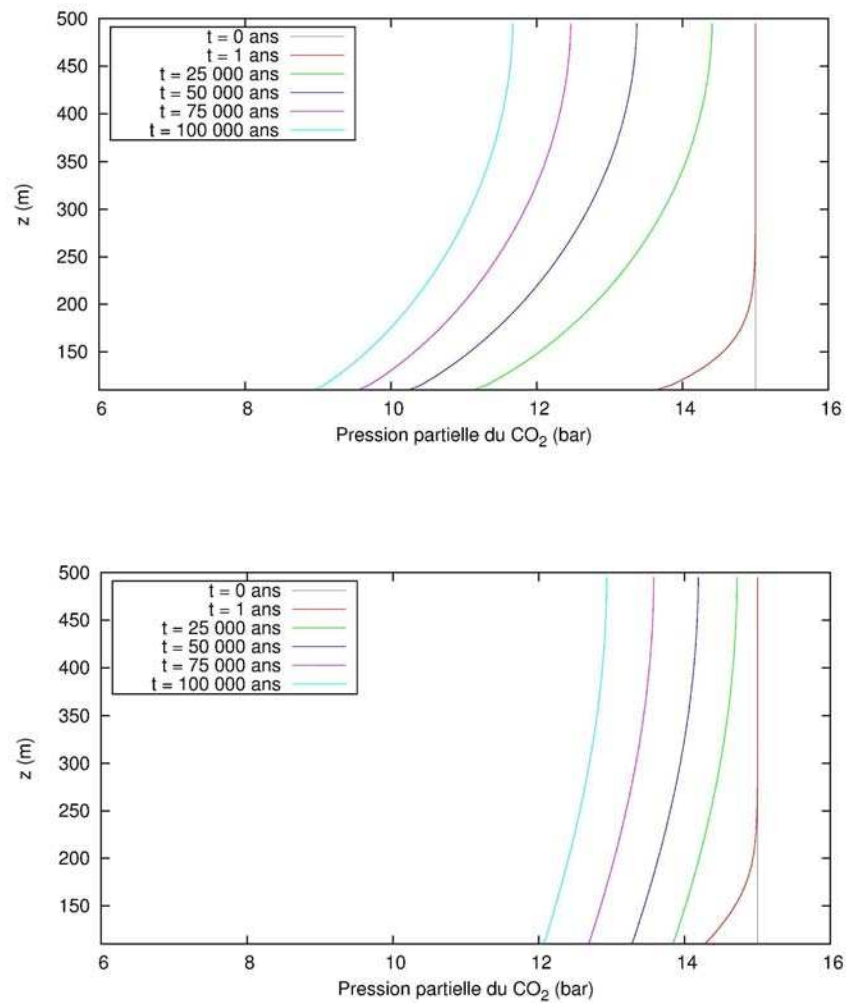 500
450
400
350
300
250
200
150
z (m)
t = 0 ans
t = 1 ans
t = 25 000 ans
t = 50 000 ans
t = 75 000 ans
t = 100 000 ans
6 8 10 12 14 16
Pression partielle du CO2 (bar)
500
450
400
350
300
250
200
150
z (m)
t = 0 ans
t = 1 ans
t = 25 000 ans
t = 50 000 ans
t = 75 000 ans
t = 100 000 ans
6 8 10 12 14 16
Pression partielle du CO2 (bar)